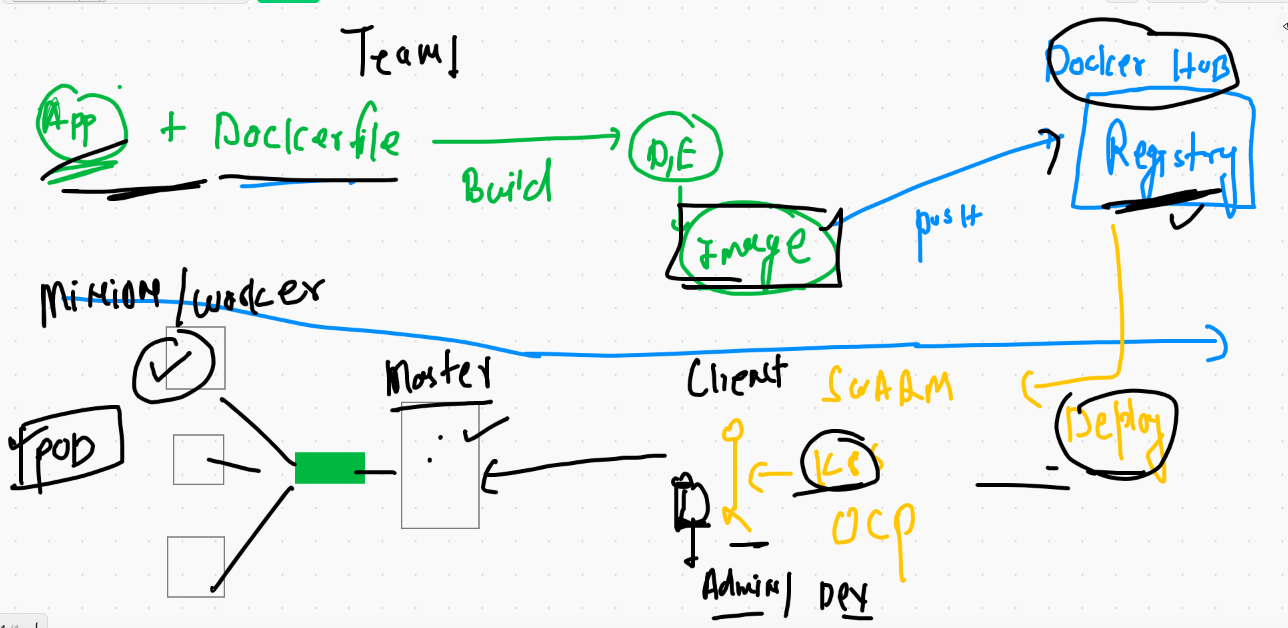 Team1
Docker HUB
App + Dockerfile
Build
D,E
Image
push
Registry
Minion/worker
Master
Client
SWARM
Deploy
POD
K8s
OCP
Admin/ Dev